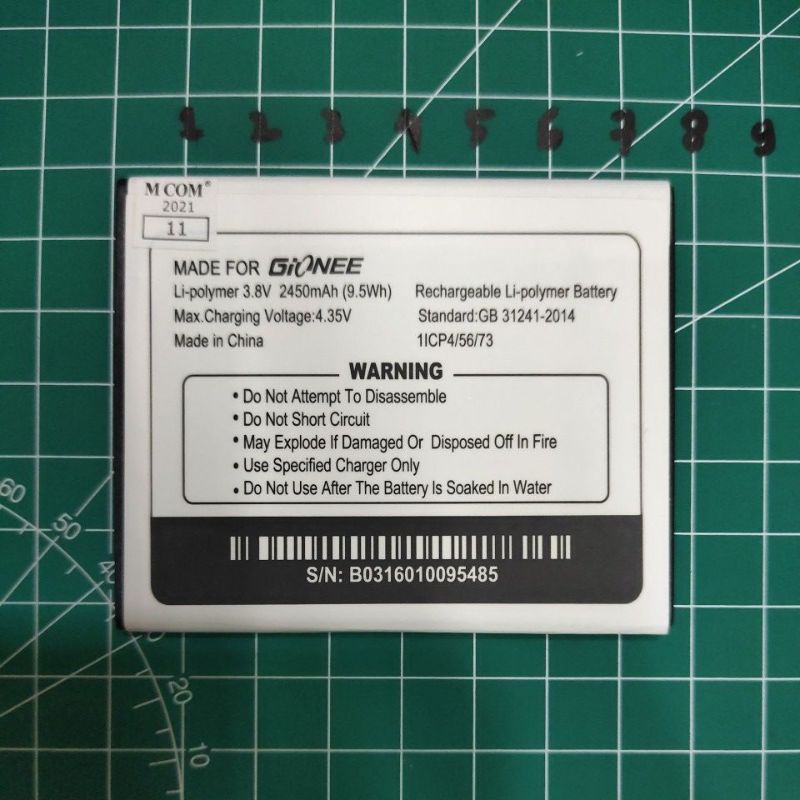 1 2 3 4 5 6 7 8 9
M COM®
2021
11
MADE FOR GIONEE
Li-polymer 3.8V 2450mAh (9.5Wh) Rechargeable Li-polymer Battery
Max.Charging Voltage:4.35V Standard:GB 31241-2014
Made in China 1ICP4/56/73
WARNING
• Do Not Attempt To Disassemble
• Do Not Short Circuit
• May Explode If Damaged Or Disposed Off In Fire
• Use Specified Charger Only
• Do Not Use After The Battery Is Soaked In Water
S/N: B0316010095485
60
50
20
10